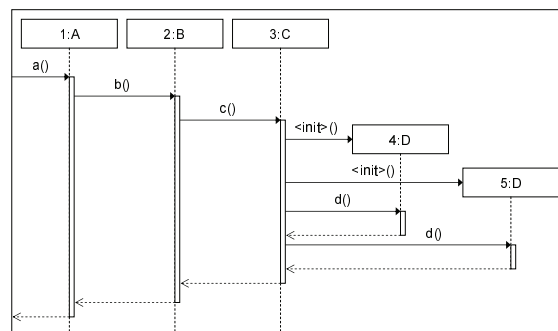 1:A 2:B 3:C
a()
b()
c()
<init>()
4:D
<init>()
5:D
d()
d()